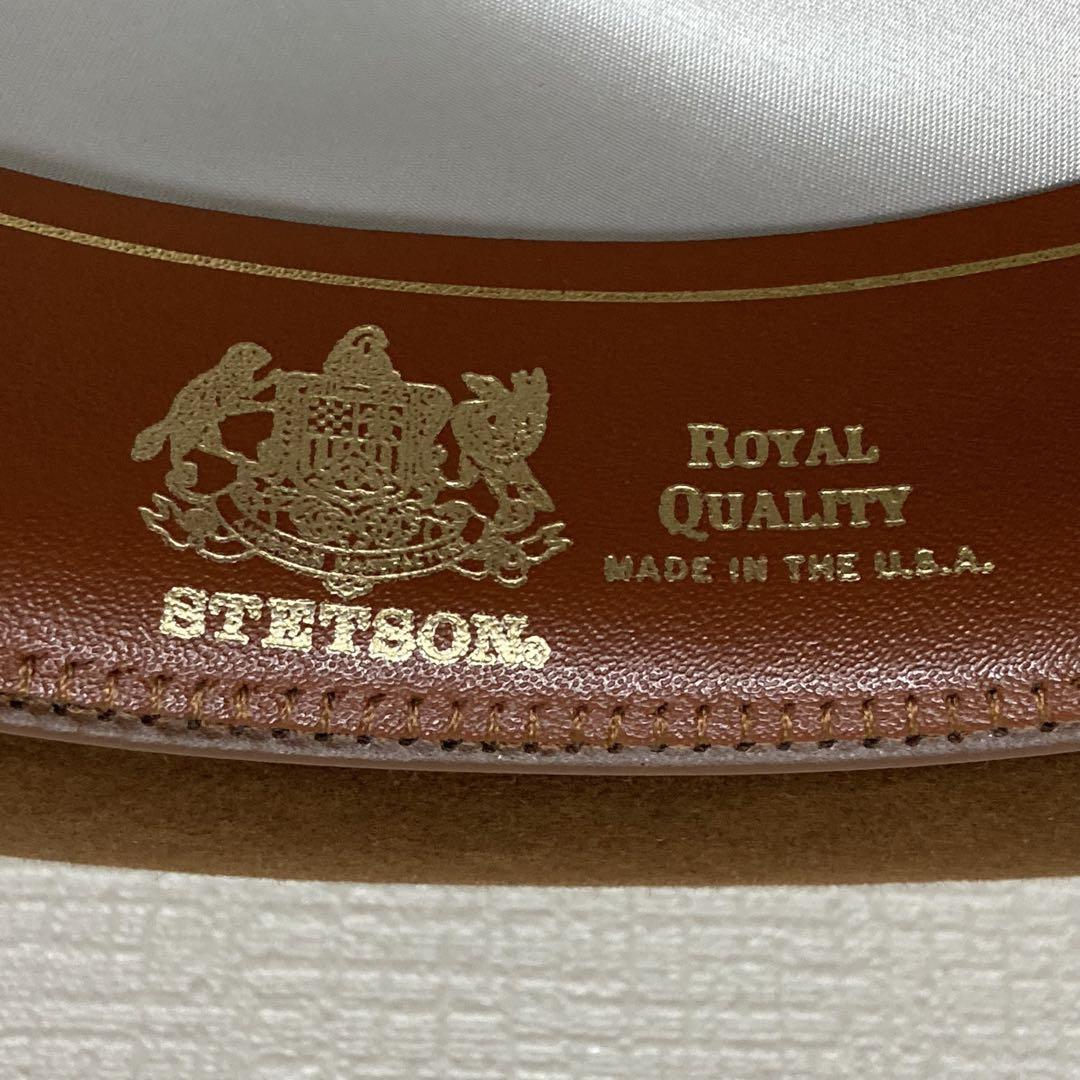 STETSON®
ROYAL
QUALITY
MADE IN THE U.S.A.